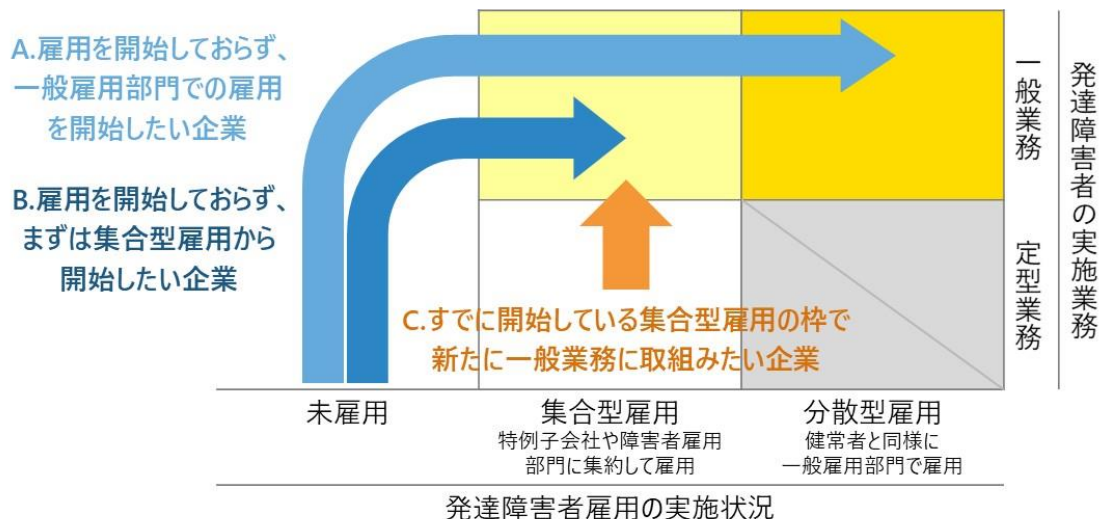 A.雇用を開始しておらず、
一般雇用部門での雇用
を開始したい企業
B.雇用を開始しておらず、
まずは集合型雇用から
開始したい企業
C.すでに開始している集合型雇用の枠で
新たに一般業務に取組みたい企業
一般業務
定型業務
発達障害者の実施業務
未雇用
集合型雇用
特例子会社や障害者雇用
部門に集約して雇用
分散型雇用
健常者と同様に
一般雇用部門で雇用
発達障害者雇用の実施状況